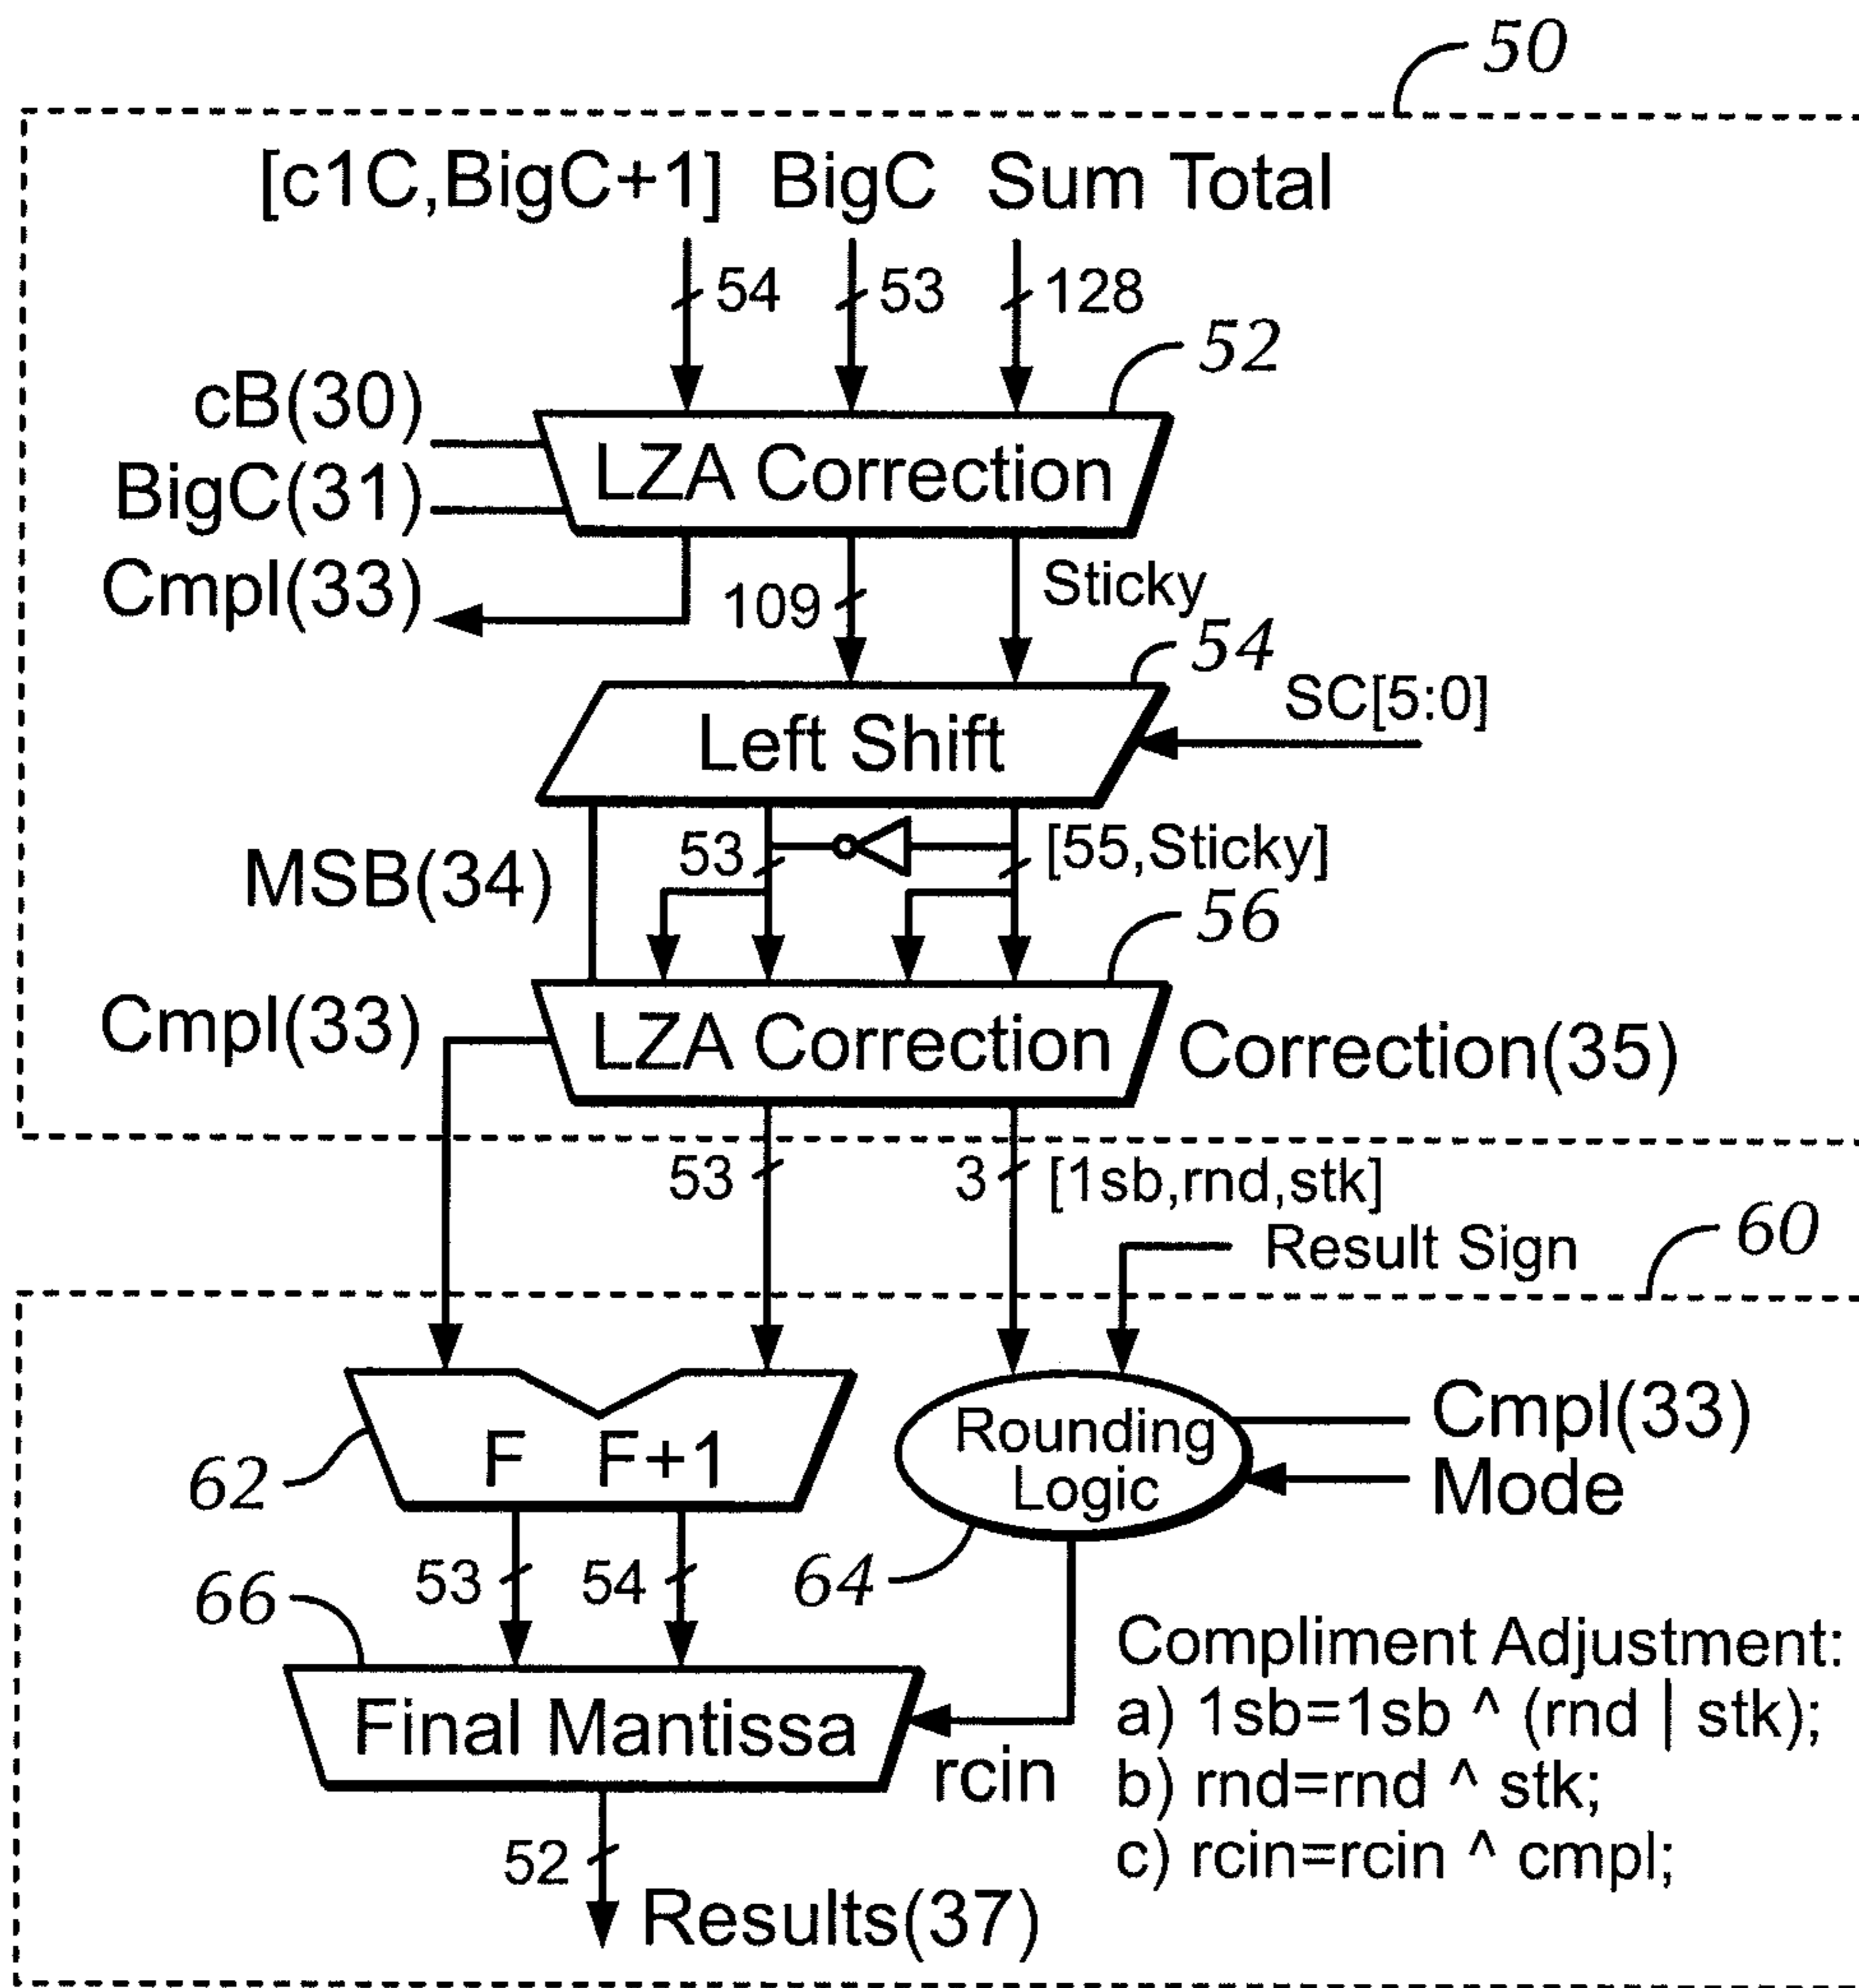 50
[c1C,BigC+1] BigC Sum Total
54 53 128
52
cB(30)
BigC(31)
LZA Correction
Cmpl(33)
109 Sticky
54
SC[5:0]
Left Shift
MSB(34)
53 [55,Sticky]
56
Cmpl(33) LZA Correction Correction(35)
53 3 [1sb,rnd,stk]
Result Sign
60
F F+1
62
Rounding
Logic
Cmpl(33)
Mode
53 54
64
66
Final Mantissa
rcin
52
Results(37)
Compliment Adjustment:
a) 1sb=1sb ^ (rnd | stk);
b) rnd=rnd ^ stk;
c) rcin=rcin ^ cmpl;